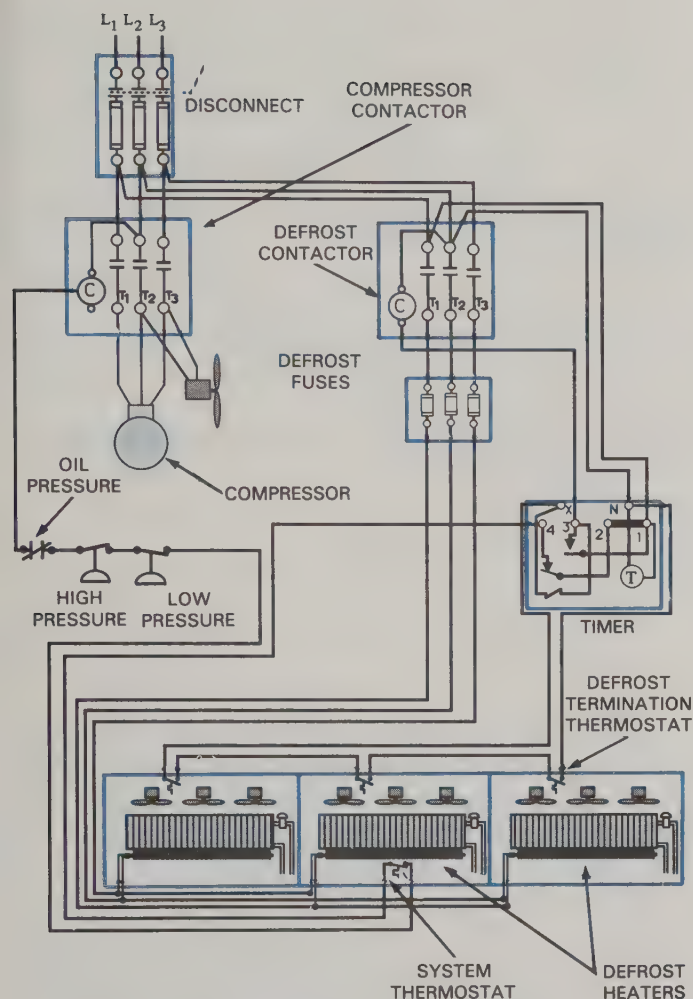 L1 L2 L3
DISCONNECT
COMPRESSOR
CONTACTOR
DEFROST
CONTACTOR
C
T1 T2 T3
C
T1 T2 T3
DEFROST
FUSES
OIL
PRESSURE
COMPRESSOR
X N
4 3 2 1
T
TIMER
HIGH
PRESSURE
LOW
PRESSURE
DEFROST
TERMINATION
THERMOSTAT
SYSTEM
THERMOSTAT
DEFROST
HEATERS